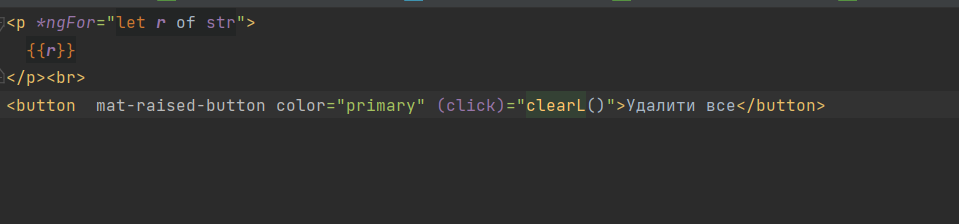 <p *ngFor="let r of str">
{{r}}
</p><br>
<button  mat-raised-button color="primary" (click)="clearL()">Удалити все</button>